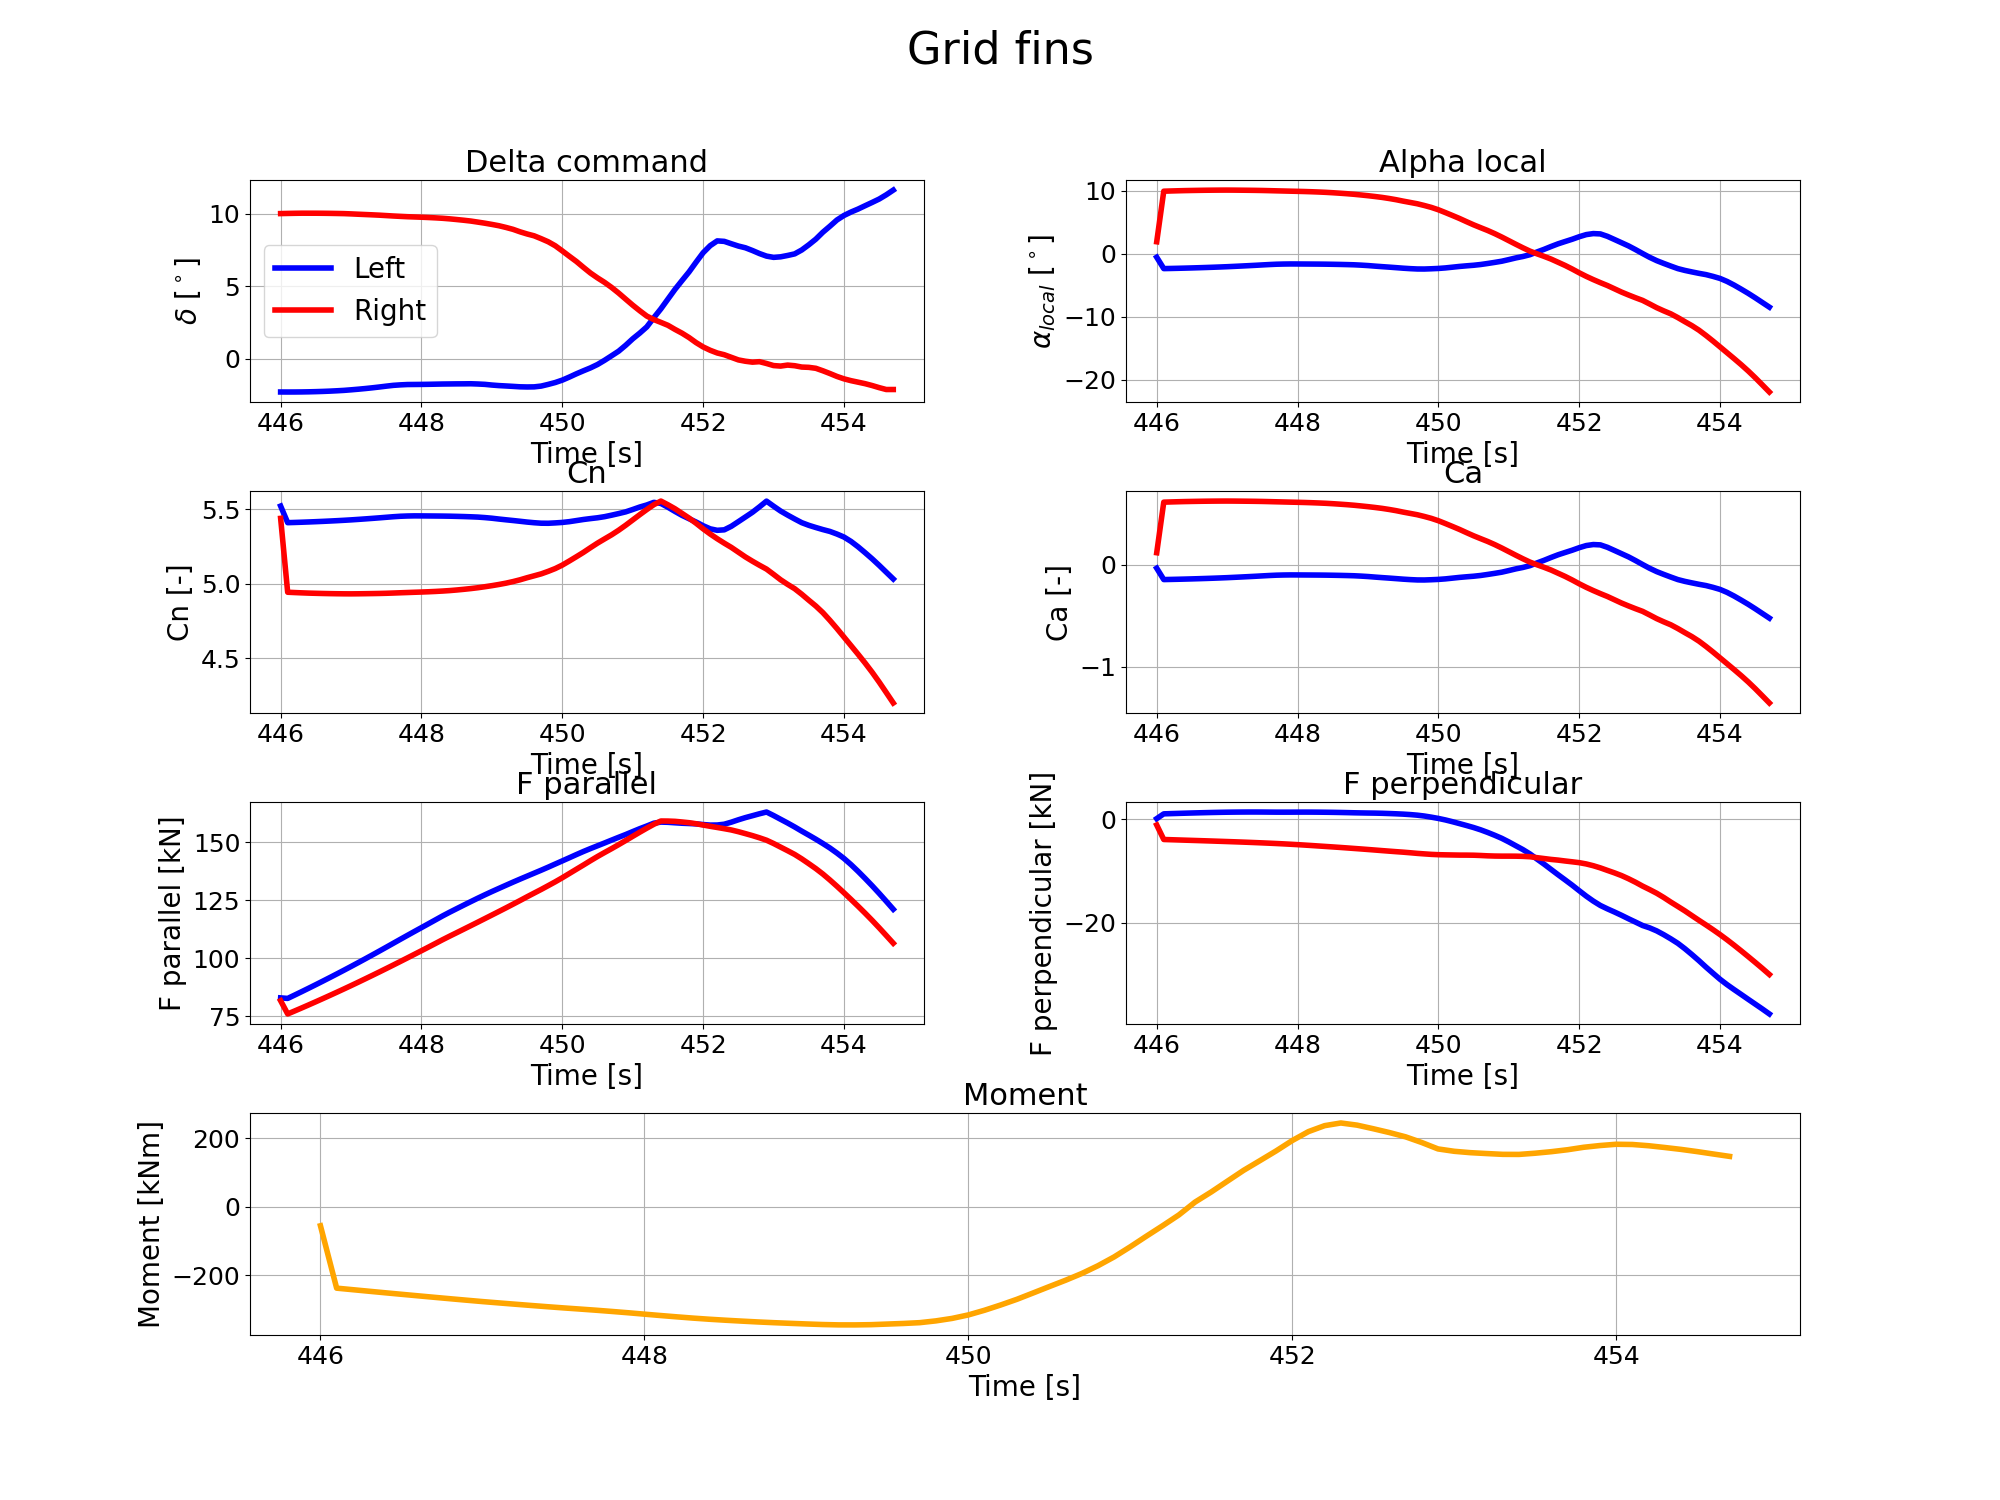 Grid fins
Delta command
δ [°]
10
5
0
Left
Right
446 448 450 452 454
Time [s]
Alpha local
α_local [°]
10
0
−10
−20
446 448 450 452 454
Time [s]
Cn
Cn [-]
5.5
5.0
4.5
446 448 450 452 454
Time [s]
Ca
Ca [-]
0
−1
446 448 450 452 454
Time [s]
F parallel
F parallel [kN]
150
125
100
75
446 448 450 452 454
Time [s]
F perpendicular
F perpendicular [kN]
0
−20
446 448 450 452 454
Time [s]
Moment
Moment [kNm]
200
0
−200
446 448 450 452 454
Time [s]